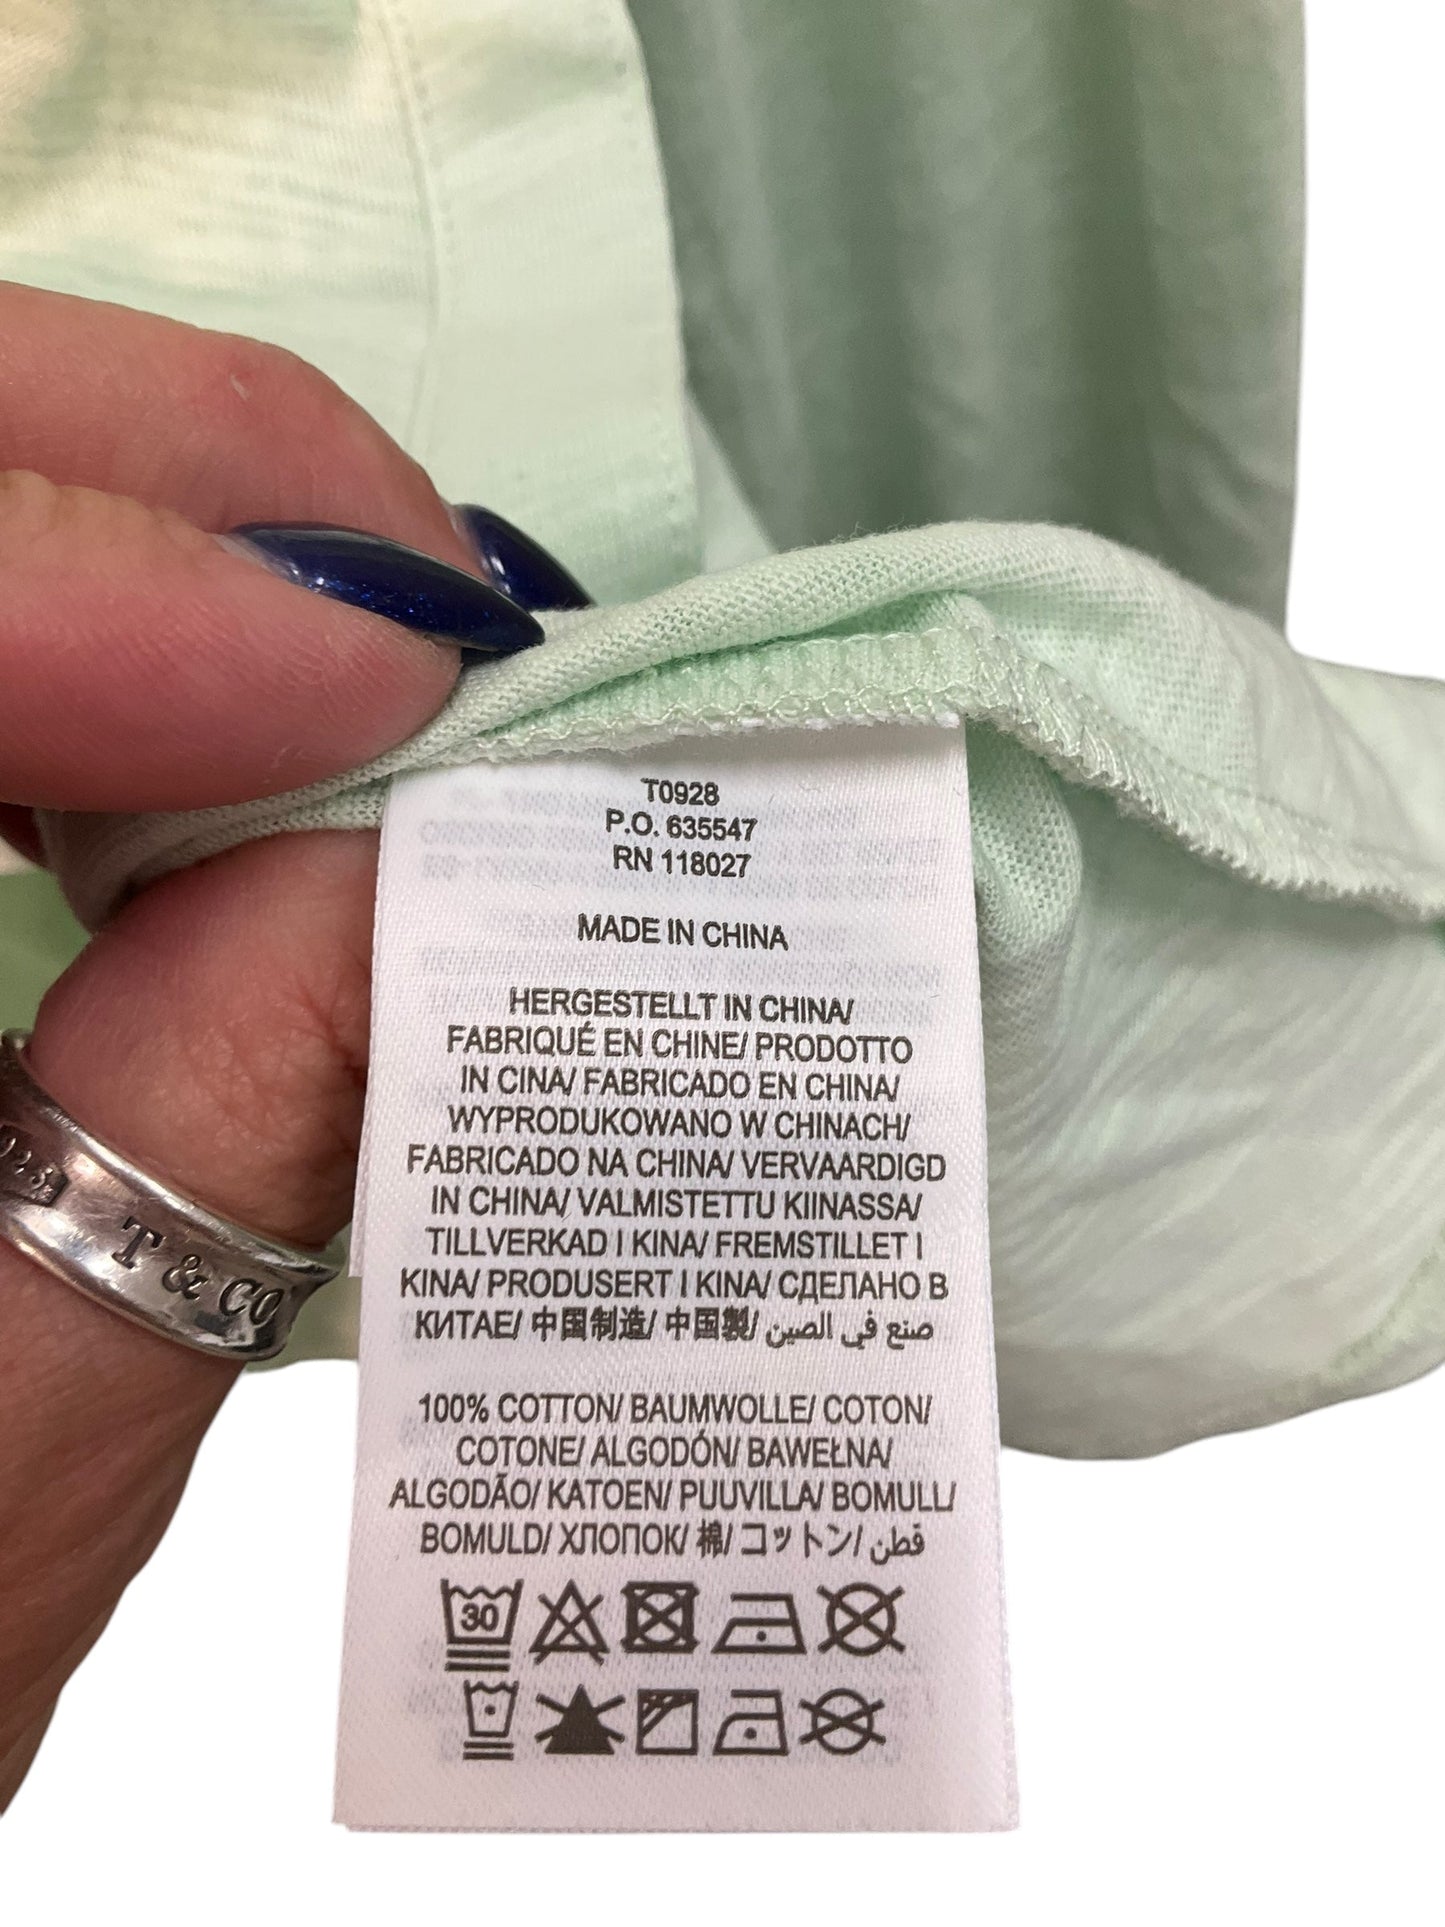 T0928
P.O. 635547
RN 118027
MADE IN CHINA
HERGESTELLT IN CHINA/
FABRIQUÉ EN CHINE/ PRODOTTO
IN CINA/ FABRICADO EN CHINA/
WYPRODUKOWANO W CHINACH/
FABRICADO NA CHINA/ VERVAARDIGD
IN CHINA/ VALMISTETTU KIINASSA/
TILLVERKAD I KINA/ FREMSTILLET I
KINA/ PRODUSERT I KINA/ СДЕЛАНО В
КИТАЕ/ 中国制造/ 中国製/ صنع في الصين
100% COTTON/ BAUMWOLLE/ COTON/
COTONE/ ALGODÓN/ BAWEŁNA/
ALGODÃO/ KATOEN/ PUUVILLA/ BOMULL/
BOMULD/ ХЛОПОК/ 棉/ コットン/ قطن
30
925
T & CO